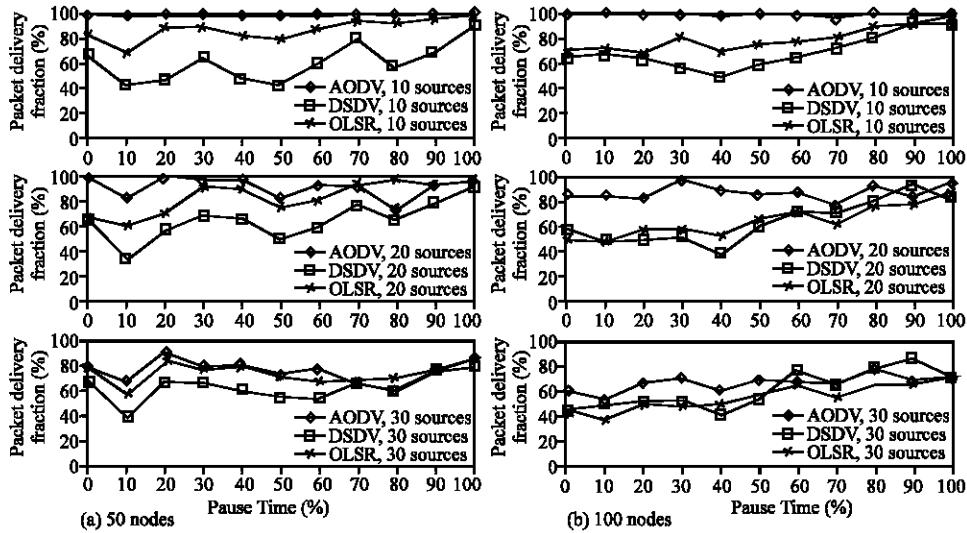 Packet delivery
fraction (%)
100
80
60
40
20
0
AODV, 10 sources
DSDV, 10 sources
OLSR, 10 sources
0 10 20 30 40 50 60 70 80 90 100
Packet delivery
fraction (%)
100
80
60
40
20
0
AODV, 20 sources
DSDV, 20 sources
OLSR, 20 sources
0 10 20 30 40 50 60 70 80 90 100
Packet delivery
fraction (%)
100
80
60
40
20
0
AODV, 30 sources
DSDV, 30 sources
OLSR, 30 sources
0 10 20 30 40 50 60 70 80 90 100
Pause Time (%)
(a) 50 nodes
Packet delivery
fraction (%)
100
80
60
40
20
0
AODV, 10 sources
DSDV, 10 sources
OLSR, 10 sources
0 10 20 30 40 50 60 70 80 90 100
Packet delivery
fraction (%)
100
80
60
40
20
0
AODV, 20 sources
DSDV, 20 sources
OLSR, 20 sources
0 10 20 30 40 50 60 70 80 90 100
Packet delivery
fraction (%)
100
80
60
40
20
0
AODV, 30 sources
DSDV, 30 sources
OLSR, 30 sources
0 10 20 30 40 50 60 70 80 90 100
Pause Time (%)
(b) 100 nodes